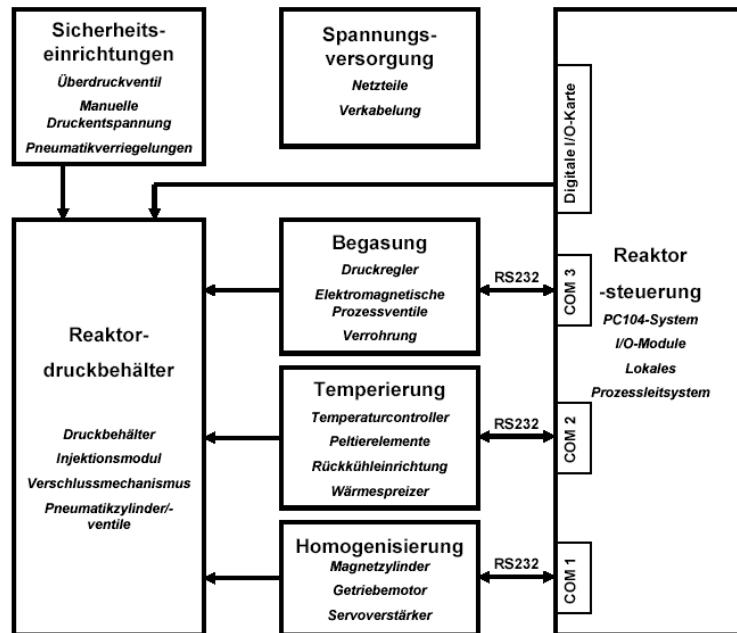 Sicherheits-
einrichtungen
Überdruckventil
Manuelle
Druckentspannung
Pneumatikverriegelungen
Spannungs-
versorgung
Netzteile
Verkabelung
Digitale I/O-Karte
Reaktor-
druckbehälter
Druckbehälter
Injektionsmodul
Verschlussmechanismus
Pneumatikzylinder/-
ventile
Begasung
Druckregler
Elektromagnetische
Prozessventile
Verrohrung
RS232
COM 3
Temperierung
Temperaturcontroller
Peltierelemente
Rückkühleinrichtung
Wärmespreizer
RS232
COM 2
Homogenisierung
Magnetzylinder
Getriebemotor
Servoverstärker
RS232
COM 1
Reaktor
-steuerung
PC104-System
I/O-Module
Lokales
Prozessleitsystem